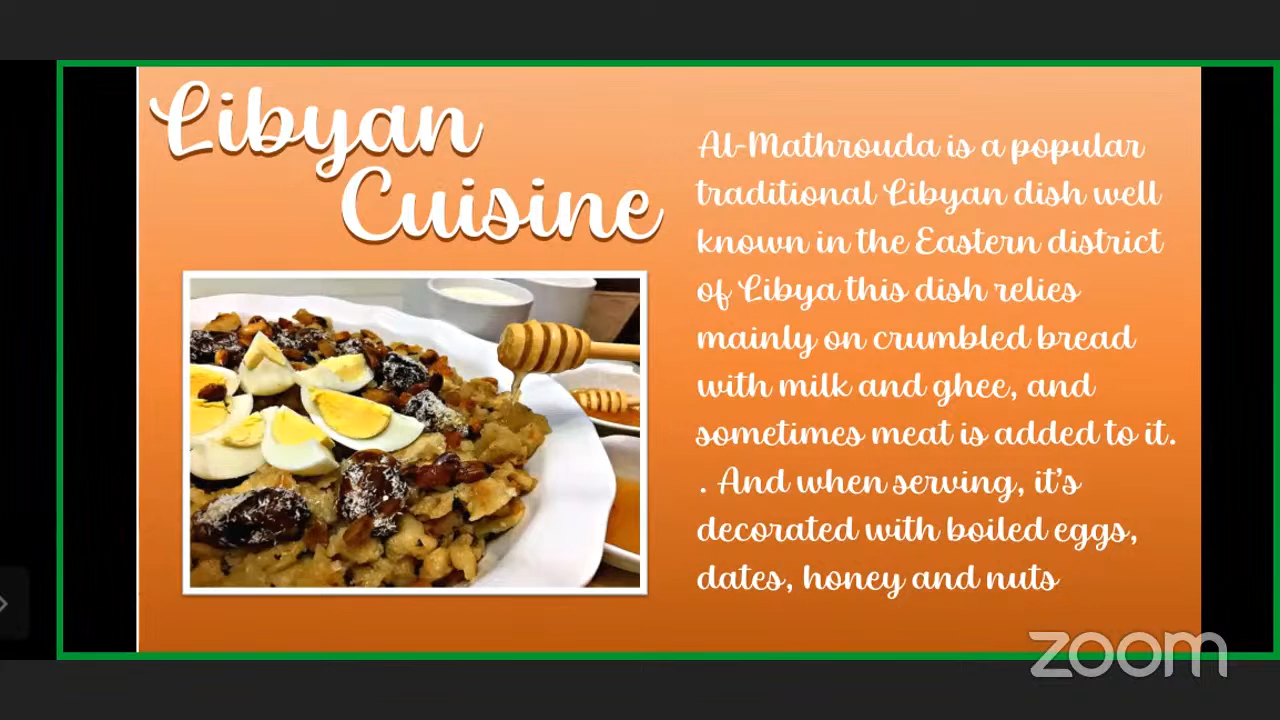 Libyan
Cuisine
Al-Mathrouda is a popular
traditional Libyan dish well
known in the Eastern district
of Libya this dish relies
mainly on crumbled bread
with milk and ghee, and
sometimes meat is added to it.
. And when serving, it's
decorated with boiled eggs,
dates, honey and nuts
zoom